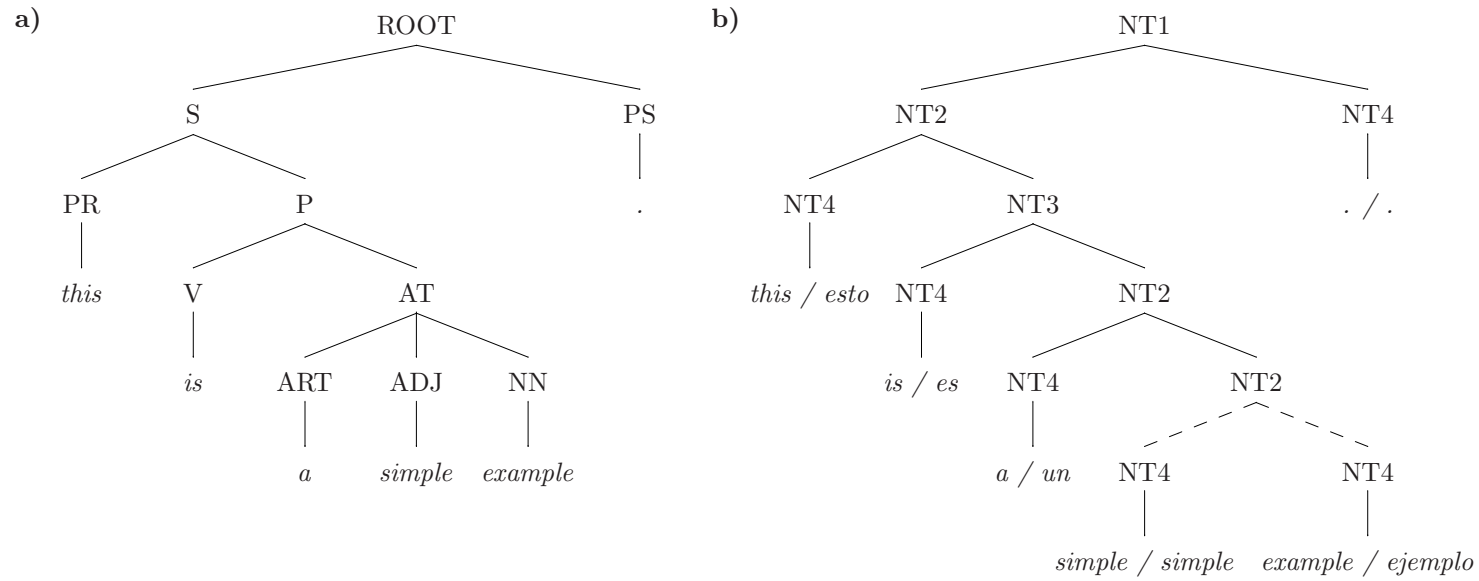 a) ROOT b) NT1
S PS NT2 NT4
PR P . NT4 NT3 . / .
this V AT this / esto NT4 NT2
is ART ADJ NN is / es NT4 NT2
a simple example a / un NT4 NT4
simple / simple example / ejemplo